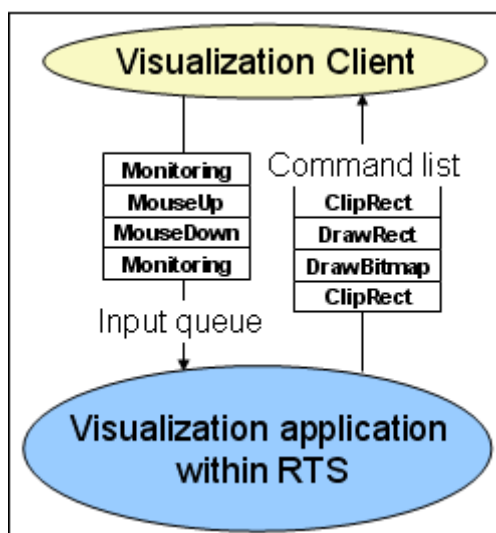 Visualization Client
Monitoring
MouseUp
MouseDown
Monitoring
Input queue
Command list
ClipRect
DrawRect
DrawBitmap
ClipRect
Visualization application
within RTS